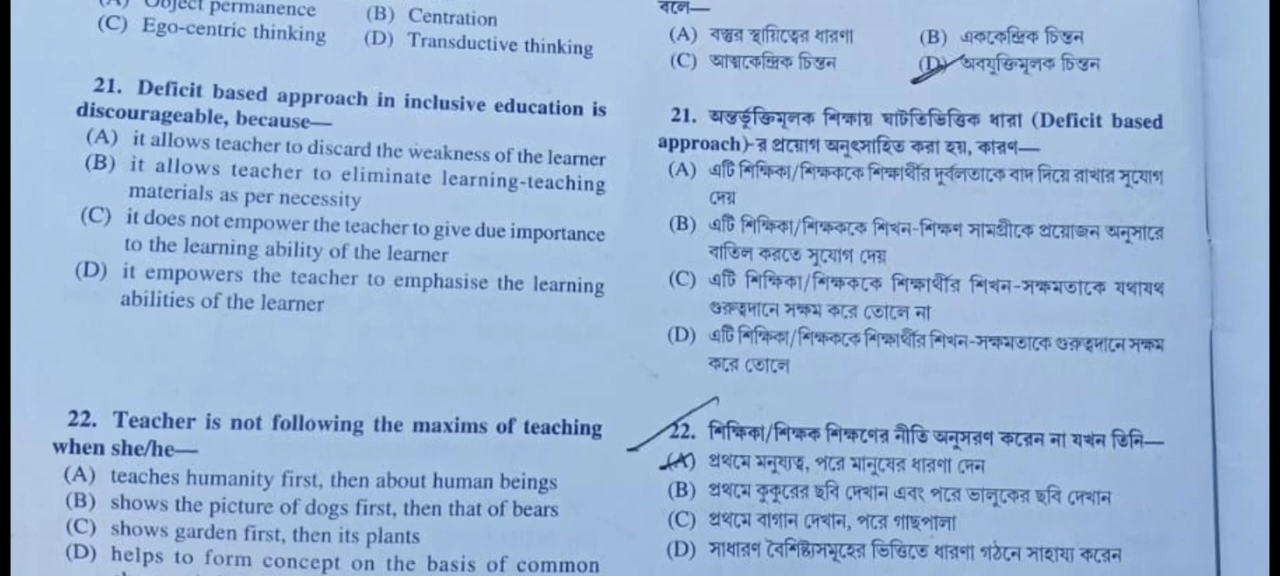 Object permanence
(B) Centration
(C) Ego-centric thinking
(D) Transductive thinking
21. Deficit based approach in inclusive education is
discourageable, because—
(A) it allows teacher to discard the weakness of the learner
(B) it allows teacher to eliminate learning-teaching
materials as per necessity
(C) it does not empower the teacher to give due importance
to the learning ability of the learner
(D) it empowers the teacher to emphasise the learning
abilities of the learner
22. Teacher is not following the maxims of teaching
when she/he—
(A) teaches humanity first, then about human beings
(B) shows the picture of dogs first, then that of bears
(C) shows garden first, then its plants
(D) helps to form concept on the basis of common
বলে—
(A) বস্তুর স্থায়িত্বের ধারণা
(B) এককেন্দ্রিক চিন্তন
(C) আত্মকেন্দ্রিক চিন্তন
(D) অবযুক্তিমূলক চিন্তন
21. অন্তর্ভুক্তিমূলক শিক্ষায় ঘাটতিভিত্তিক ধারা (Deficit based
approach)-র প্রয়োগ অনুৎসাহিত করা হয়, কারণ—
(A) এটি শিক্ষিকা/শিক্ষককে শিক্ষার্থীর দুর্বলতাকে বাদ দিয়ে রাখার সুযোগ
দেয়
(B) এটি শিক্ষিকা/শিক্ষককে শিখন-শিক্ষণ সামগ্রীকে প্রয়োজন অনুসারে
বাতিল করতে সুযোগ দেয়
(C) এটি শিক্ষিকা/শিক্ষককে শিক্ষার্থীর শিখন-সক্ষমতাকে যথাযথ
গুরুত্বদানে সক্ষম করে তোলে না
(D) এটি শিক্ষিকা/শিক্ষককে শিক্ষার্থীর শিখন-সক্ষমতাকে গুরুত্বদানে সক্ষম
করে তোলে
22. শিক্ষিকা/শিক্ষক শিক্ষণের নীতি অনুসরণ করেন না যখন তিনি—
(A) প্রথমে মনুষ্যত্ব, পরে মানুষের ধারণা দেন
(B) প্রথমে কুকুরের ছবি দেখান এবং পরে ভালুকের ছবি দেখান
(C) প্রথমে বাগান দেখান, পরে গাছপালা
(D) সাধারণ বৈশিষ্ট্যসমূহের ভিত্তিতে ধারণা গঠনে সাহায্য করেন